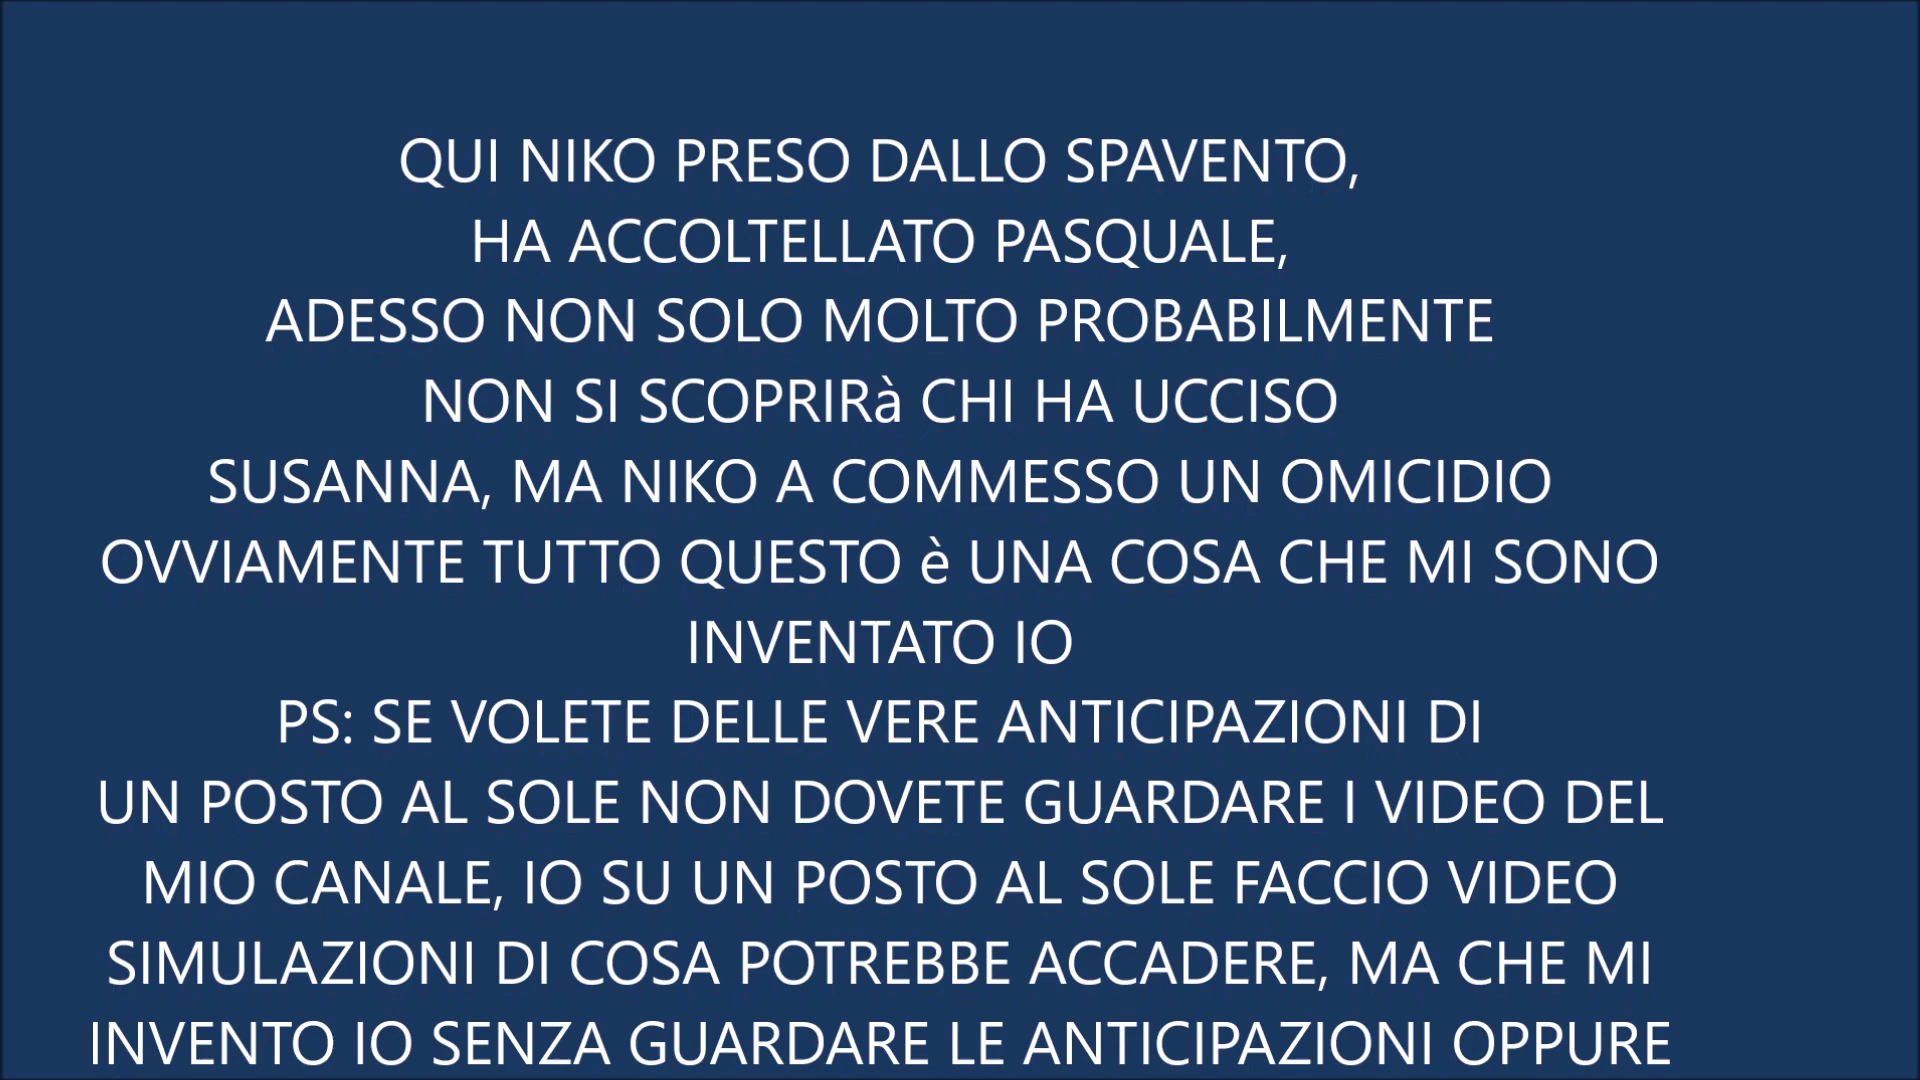 QUI NIKO PRESO DALLO SPAVENTO,
HA ACCOLTELLATO PASQUALE,
ADESSO NON SOLO MOLTO PROBABILMENTE
NON SI SCOPRIRà CHI HA UCCISO
SUSANNA, MA NIKO A COMMESSO UN OMICIDIO
OVVIAMENTE TUTTO QUESTO è UNA COSA CHE MI SONO
INVENTATO IO
PS: SE VOLETE DELLE VERE ANTICIPAZIONI DI
UN POSTO AL SOLE NON DOVETE GUARDARE I VIDEO DEL
MIO CANALE, IO SU UN POSTO AL SOLE FACCIO VIDEO
SIMULAZIONI DI COSA POTREBBE ACCADERE, MA CHE MI
INVENTO IO SENZA GUARDARE LE ANTICIPAZIONI OPPURE